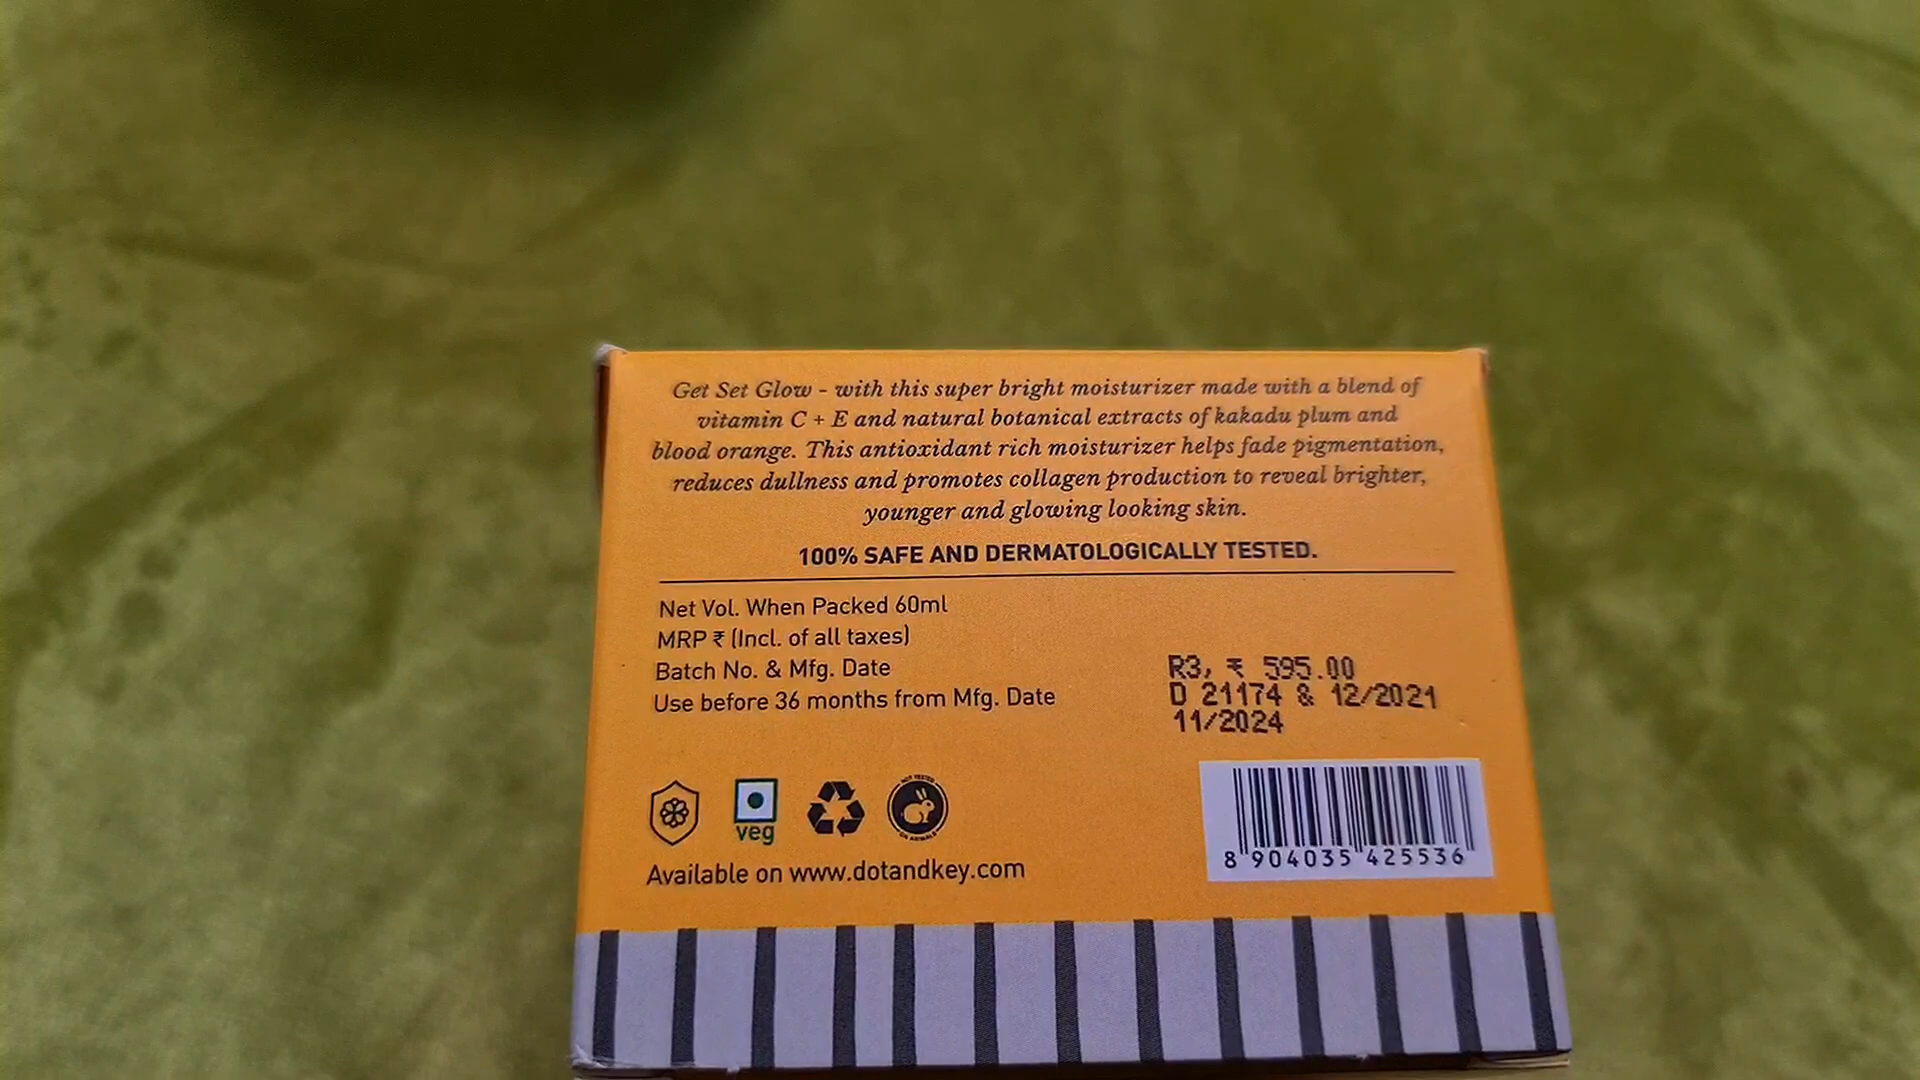 Get Set Glow - with this super bright moisturizer made with a blend of
vitamin C + E and natural botanical extracts of kakadu plum and
blood orange. This antioxidant rich moisturizer helps fade pigmentation,
reduces dullness and promotes collagen production to reveal brighter,
younger and glowing looking skin.
100% SAFE AND DERMATOLOGICALLY TESTED.
Net Vol. When Packed 60ml
MRP ₹ (Incl. of all taxes)
Batch No. & Mfg. Date
Use before 36 months from Mfg. Date
R3, ₹ 595.00
D 21174 & 12/2021
11/2024
veg
NOT TESTED
ON ANIMALS
Available on www.dotandkey.com
8 904035 425536